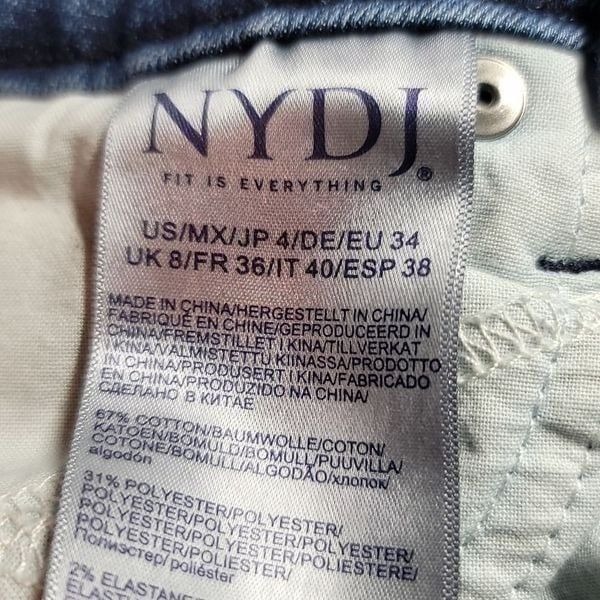 NYDJ®
FIT IS EVERYTHING
US/MX/JP 4/DE/EU 34
UK 8/FR 36/IT 40/ESP 38
MADE IN CHINA/HERGESTELLT IN CHINA/
FABRIQUÉ EN CHINE/GEPRODUCEERD IN
CHINA/FREMSTILLET I KINA/TILLVERKAT
I KINA/VALMISTETTU KIINASSA/PRODOTTO
IN CHINA/PRODUSERT I KINA/FABRICADO
EN CHINA/PRODUZIDO NA CHINA/
СДЕЛАНО В КИТАЕ
67% COTTON/BAUMWOLLE/COTON/
KATOEN/BOMULD/BOMULL/PUUVILLA/
COTONE/BOMULL/ALGODÃO/хлопок/
algodón
31% POLYESTER/POLYESTER/
POLYESTER/POLYESTER/POLYESTER/
POLYESTER/POLYESTER/POLYESTERI/
POLYESTER/POLIESTERE/
Полиэстер/poliéster
2% ELASTANE